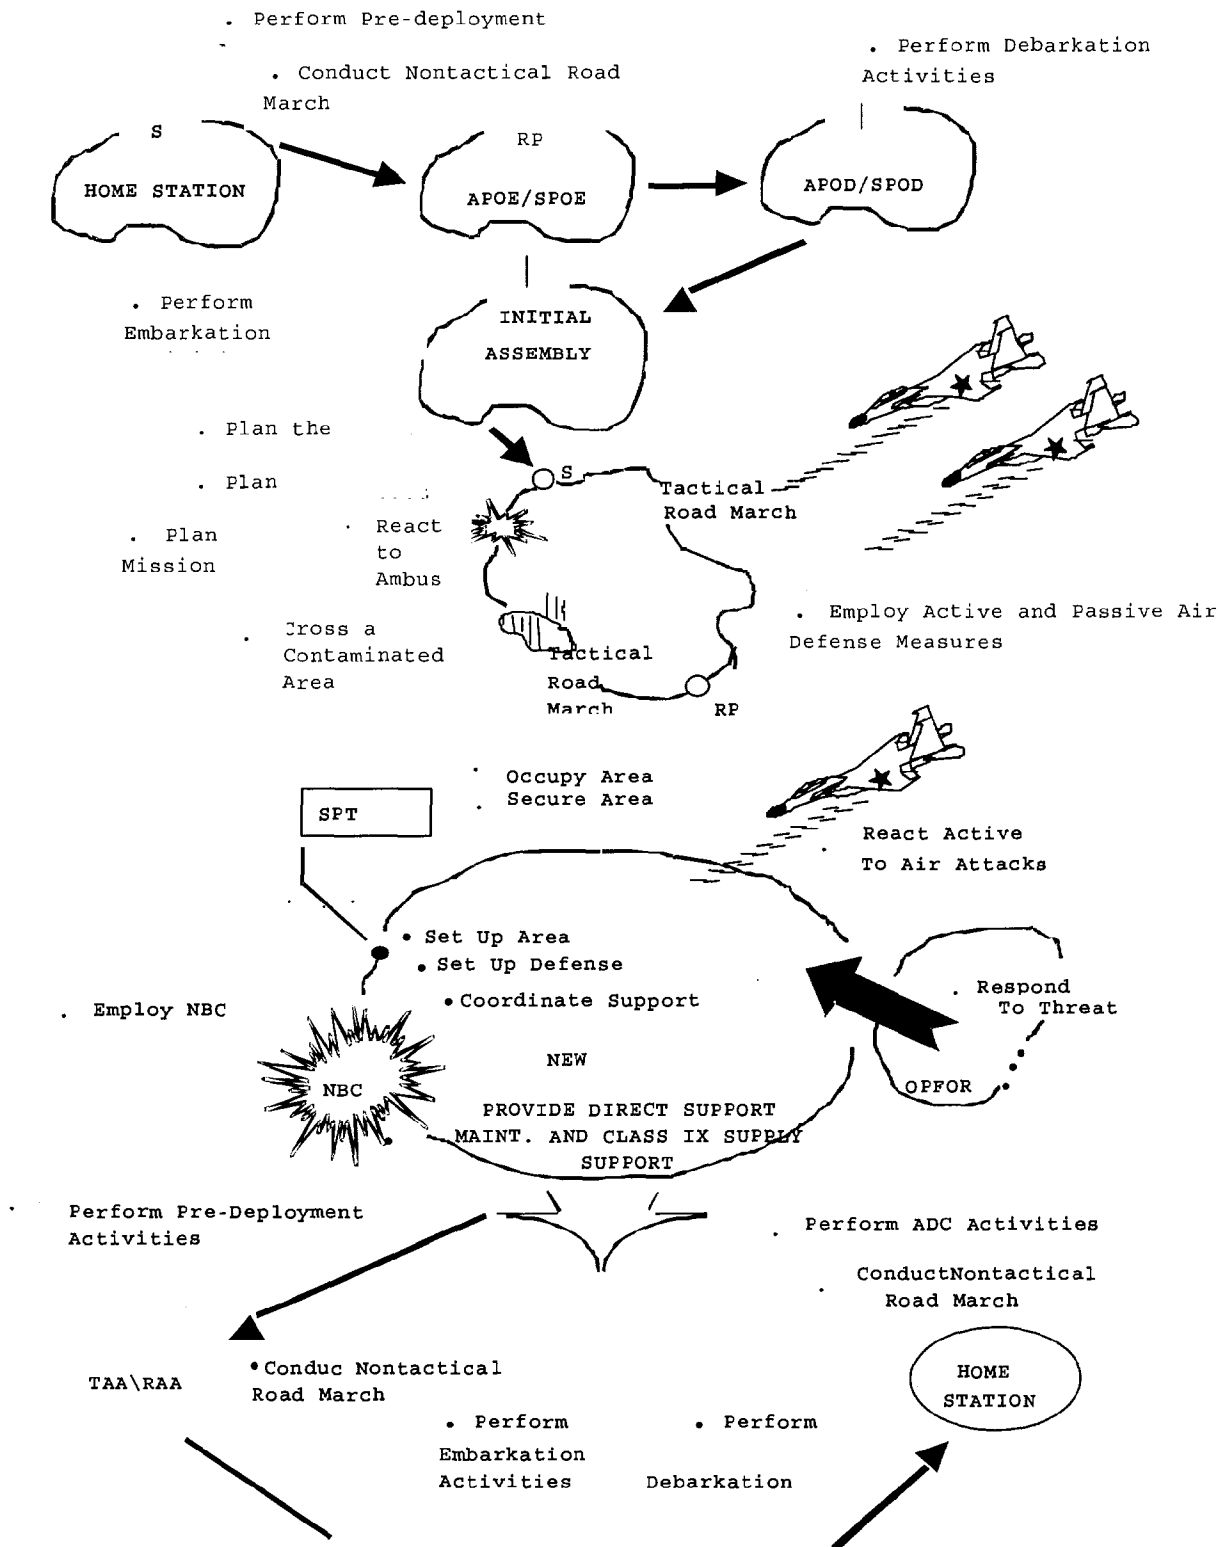 . Perform Pre-deployment
. Conduct Nontactical Road
March
. Perform Debarkation
Activities
S
HOME STATION
RP
APOE/SPOE
APOD/SPOD
. Perform
Embarkation
INITIAL
ASSEMBLY
. Plan the
. Plan
. Plan
Mission
S
Tactical
Road March
. React
to
Ambus
. Cross a
Contaminated
Area
Tactical
Road
March
RP
. Employ Active and Passive Air
Defense Measures
. Occupy Area
. Secure Area
SPT
. React Active
To Air Attacks
• Set Up Area
• Set Up Defense
• Coordinate Support
. Employ NBC
NBC
NEW
. Respond
To Threat
OPFOR
PROVIDE DIRECT SUPPORT
MAINT. AND CLASS IX SUPPLY
SUPPORT
. Perform Pre-Deployment
Activities
. Perform ADC Activities
. ConductNontactical
Road March
TAA\RAA
• Conduc Nontactical
Road March
HOME
STATION
• Perform
Embarkation
Activities
• Perform
Debarkation